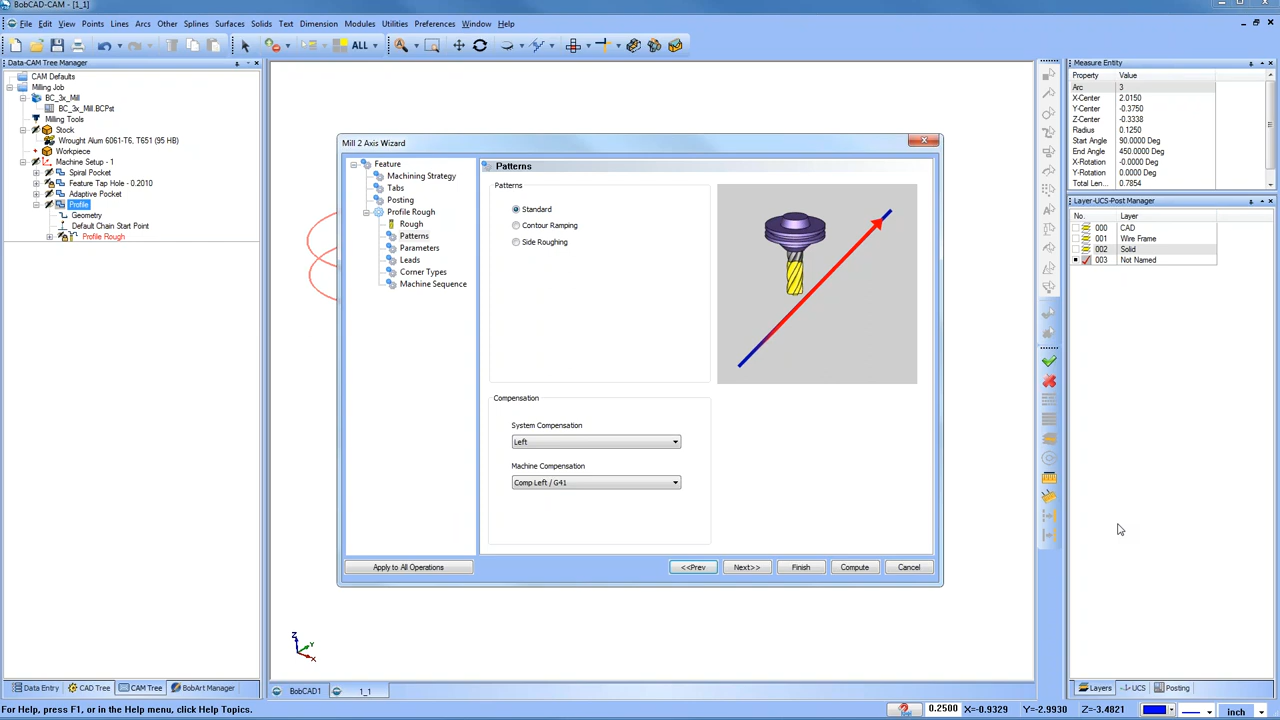 BobCAD-CAM - [1_1]
File Edit View Points Lines Arcs Other Splines Surfaces Solids Text Dimension Modules Utilities Preferences Window Help
ALL
Data-CAM Tree Manager
CAM Defaults
Milling Job
BC_3x_Mill
BC_3x_Mill.BCPst
Milling Tools
Stock
Wrought Alum 6061-T6, T651 (95 HB)
Workpiece
Machine Setup - 1
Spiral Pocket
Feature Tap Hole - 0.2010
Adaptive Pocket
Profile
Geometry
Default Chain Start Point
Profile Rough
Mill 2 Axis Wizard
Feature
Machining Strategy
Tabs
Posting
Profile Rough
Rough
Patterns
Parameters
Leads
Corner Types
Machine Sequence
Patterns
Patterns
Standard
Contour Ramping
Side Roughing
Compensation
System Compensation
Left
Machine Compensation
Comp Left / G41
Apply to All Operations
<<Prev
Next>>
Finish
Compute
Cancel
Measure Entity
Property Value
Arc 3
X-Center 2.0150
Y-Center -0.3750
Z-Center -0.3338
Radius 0.1250
Start Angle 90.0000 Deg
End Angle 450.0000 Deg
X-Rotation -0.0000 Deg
Y-Rotation 0.0000 Deg
Total Len... 0.7854
Layer-UCS-Post Manager
No. Layer
000 CAD
001 Wire Frame
002 Solid
003 Not Named
Z
Y
X
Data Entry
CAD Tree
CAM Tree
BobArt Manager
BobCAD1
1_1
Layers
UCS
Posting
For Help, press F1, or in the Help menu, click Help Topics.
0.2500 X=-0.9329 Y=-2.9930 Z=-3.4821
inch